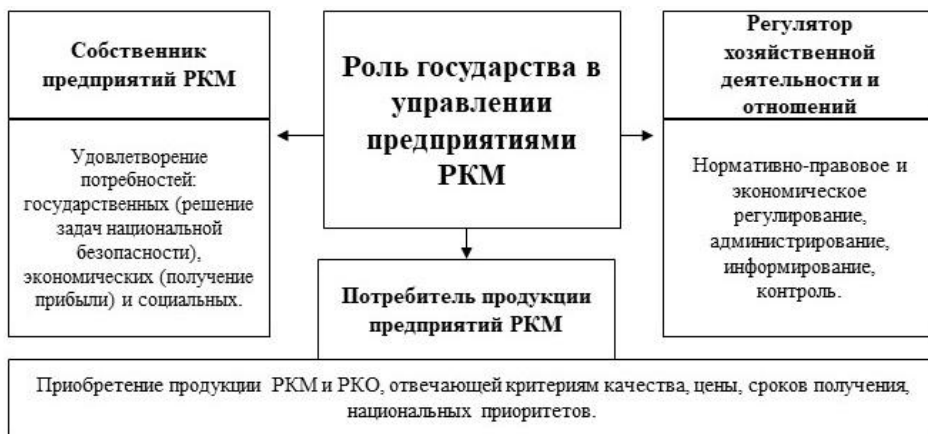 Собственник
предприятий РКМ
Удовлетворение
потребностей:
государственных (решение
задач национальной
безопасности),
экономических (получение
прибыли) и социальных.
Роль государства в
управлении
предприятиями
РКМ
Регулятор
хозяйственной
деятельности и
отношений
Нормативно-правовое и
экономическое
регулирование,
администрирование,
информирование,
контроль.
Потребитель продукции
предприятий РКМ
Приобретение продукции РКМ и РКО, отвечающей критериям качества, цены, сроков получения,
национальных приоритетов.